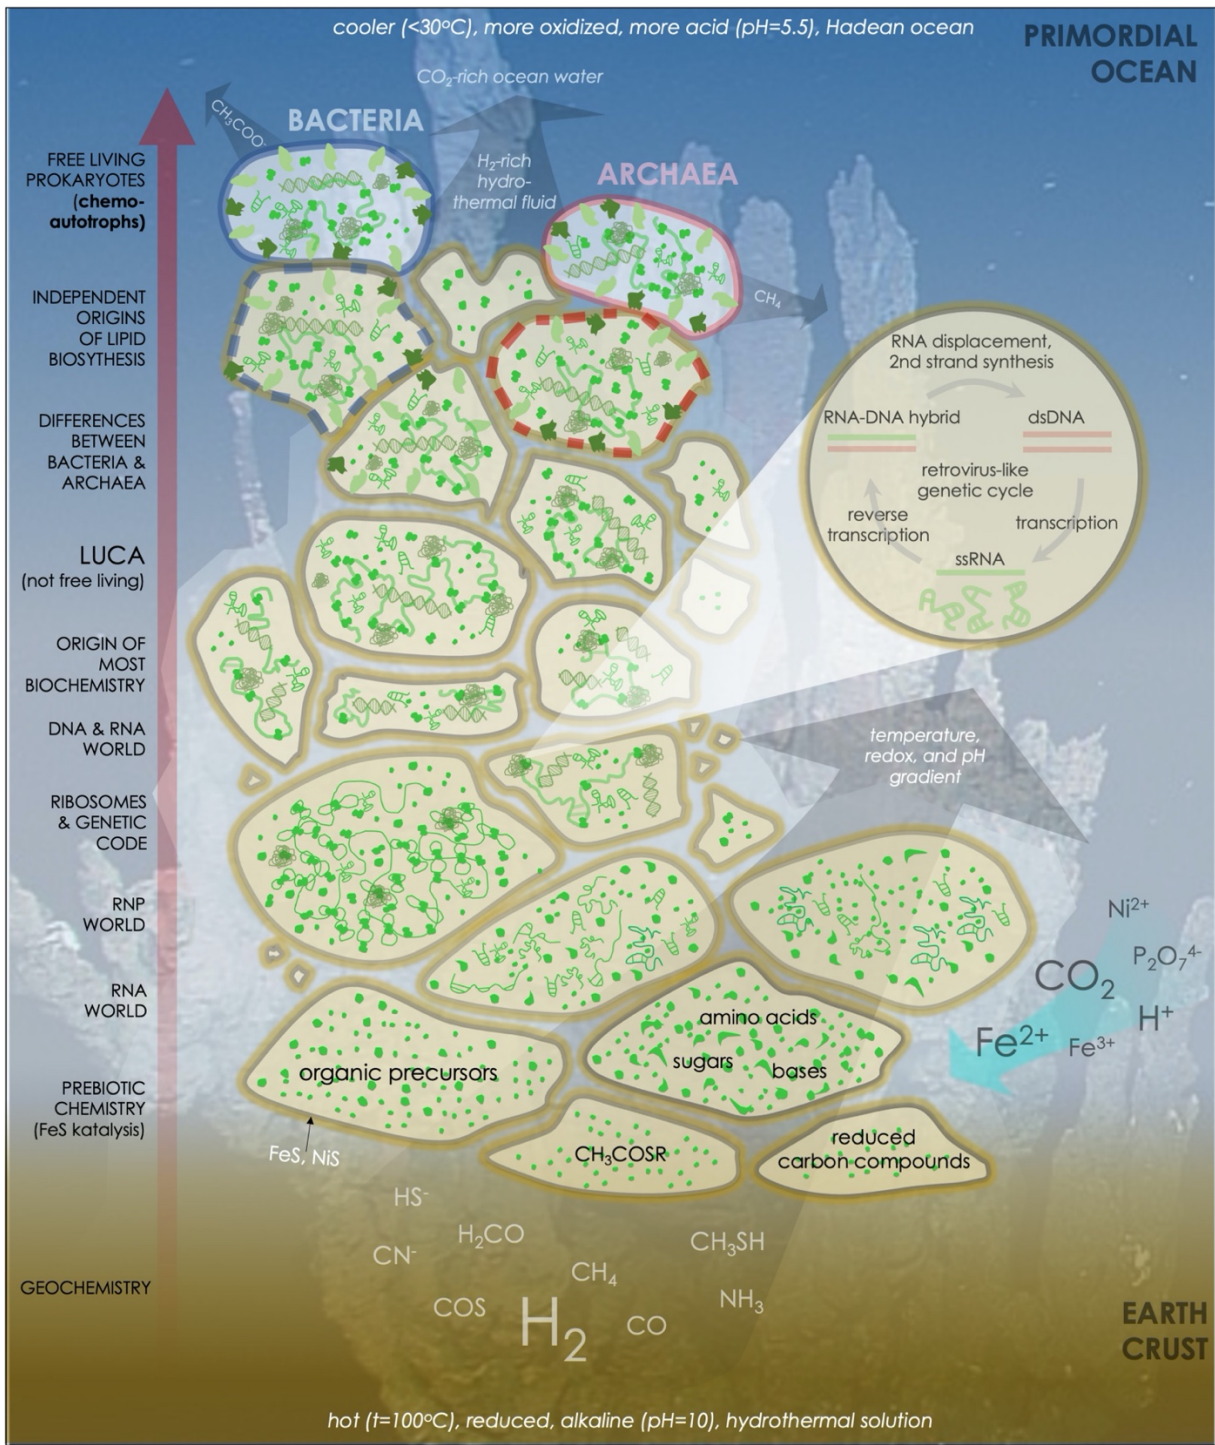 cooler (<30°C), more oxidized, more acid (pH=5.5), Hadean ocean
PRIMORDIAL
OCEAN
CO₂-rich ocean water
CH₃COO⁻
BACTERIA
H₂-rich
hydro-
thermal fluid
ARCHAEA
CH₄
FREE LIVING
PROKARYOTES
(chemo-
autotrophs)
INDEPENDENT
ORIGINS
OF LIPID
BIOSYTHESIS
DIFFERENCES
BETWEEN
BACTERIA &
ARCHAEA
LUCA
(not free living)
ORIGIN OF
MOST
BIOCHEMISTRY
DNA & RNA
WORLD
RIBOSOMES
& GENETIC
CODE
RNP
WORLD
RNA
WORLD
PREBIOTIC
CHEMISTRY
(FeS katalysis)
GEOCHEMISTRY
RNA displacement,
2nd strand synthesis
RNA-DNA hybrid
dsDNA
retrovirus-like
genetic cycle
reverse
transcription
transcription
ssRNA
temperature,
redox, and pH
gradient
Ni²⁺
P₂O₇⁴⁻
CO₂
H⁺
Fe²⁺
Fe³⁺
amino acids
sugars
bases
organic precursors
FeS, NiS
CH₃COSR
reduced
carbon compounds
HS⁻
H₂CO
CN⁻
CH₃SH
CH₄
COS
H₂
CO
NH₃
EARTH
CRUST
hot (t=100°C), reduced, alkaline (pH=10), hydrothermal solution